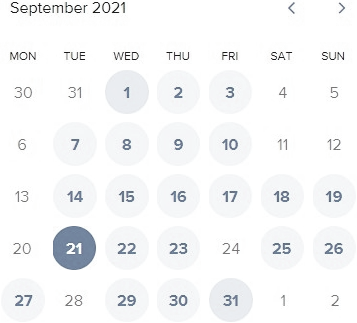 September 2021
MON TUE WED THU FRI SAT SUN
30 31 1 2 3 4 5
6 7 8 9 10 11 12
13 14 15 16 17 18 19
20 21 22 23 24 25 26
27 28 29 30 31 1 2